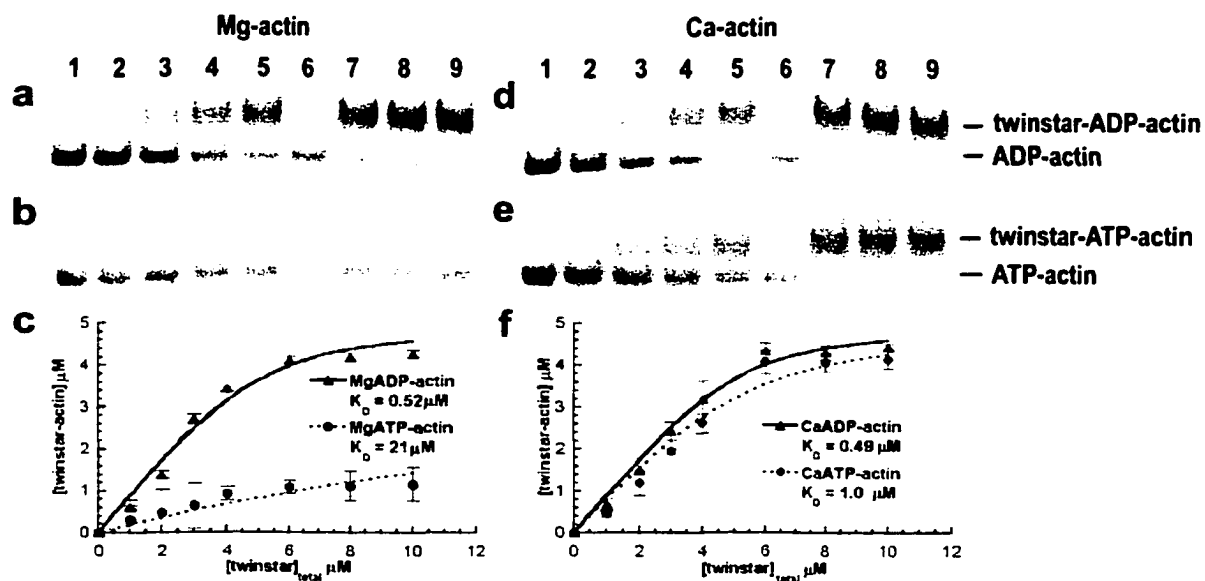 Mg-actin
Ca-actin
1 2 3 4 5 6 7 8 9
1 2 3 4 5 6 7 8 9
a
d
twinstar-ADP-actin
ADP-actin
b
e
twinstar-ATP-actin
ATP-actin
c
[twinstar-actin] μM
5
4
3
2
1
0
MgADP-actin
K_D = 0.52μM
MgATP-actin
K_D = 21μM
0 2 4 6 8 10 12
[twinstar]total μM
f
[twinstar-actin] μM
5
4
3
2
1
0
CaADP-actin
K_D = 0.49 μM
CaATP-actin
K_D = 1.0 μM
0 2 4 6 8 10 12
[twinstar]total μM